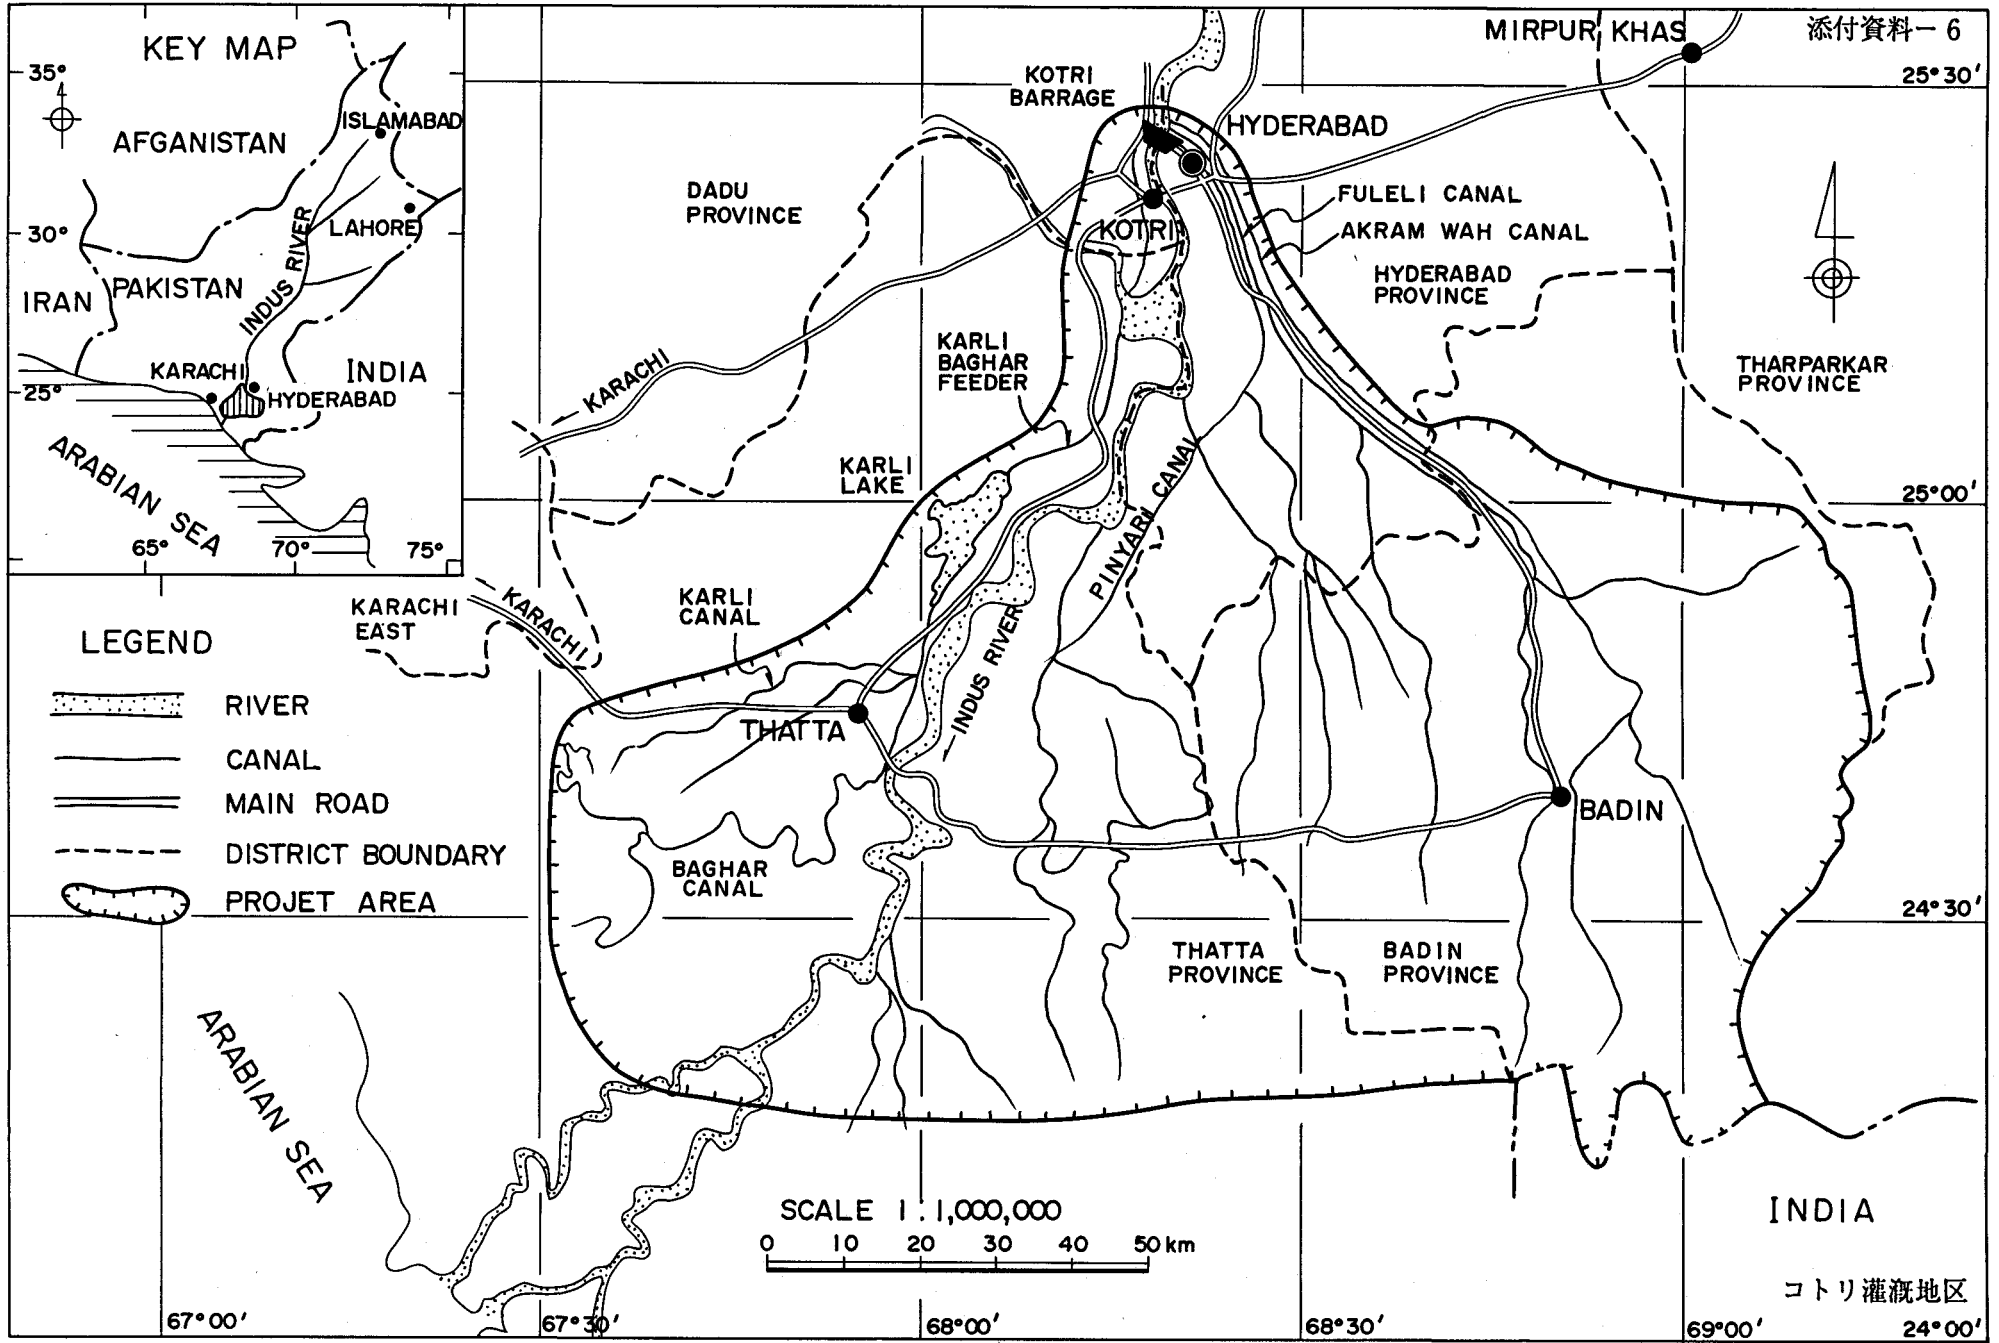 添付資料－6
KEY MAP
35°
30°
25°
65°
70°
75°
AFGANISTAN
ISLAMABAD
LAHORE
INDUS RIVER
PAKISTAN
IRAN
KARACHI
INDIA
HYDERABAD
ARABIAN SEA
MIRPUR KHAS
25°30'
KOTRI
BARRAGE
HYDERABAD
DADU
PROVINCE
FULELI CANAL
AKRAM WAH CANAL
KOTRI
HYDERABAD
PROVINCE
KARLI
BAGHAR
FEEDER
THARPARKAR
PROVINCE
KARACHI
KARLI
LAKE
25°00'
PINYARI CANAL
KARACHI
KARACHI
EAST
KARLI
CANAL
INDUS RIVER
THATTA
BADIN
BAGHAR
CANAL
24°30'
THATTA
PROVINCE
BADIN
PROVINCE
LEGEND
RIVER
CANAL
MAIN ROAD
DISTRICT BOUNDARY
PROJET AREA
ARABIAN SEA
SCALE 1:1,000,000
0 10 20 30 40 50 km
INDIA
コトリ灌漑地区
67°00' 67°30' 68°00' 68°30' 69°00' 24°00'